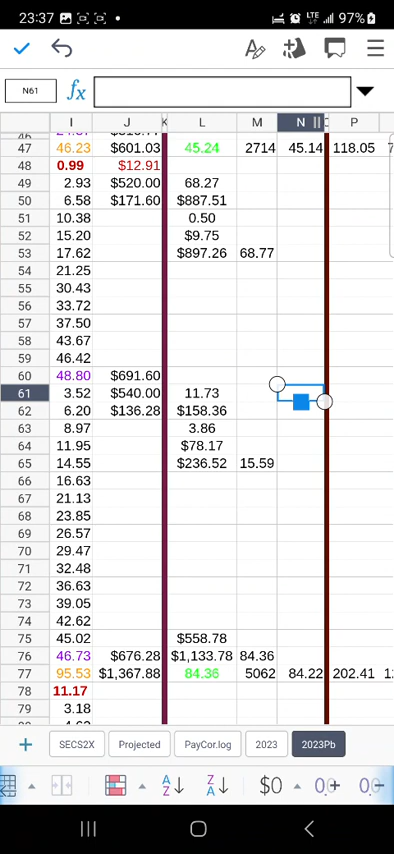 23:37 LTE 97%
N61 fx
I J K L M N P
47 46.23 $601.03 45.24 2714 45.14 118.05 7
48 0.99 $12.91
49 2.93 $520.00 68.27
50 6.58 $171.60 $887.51
51 10.38 0.50
52 15.20 $9.75
53 17.62 $897.26 68.77
54 21.25
55 30.43
56 33.72
57 37.50
58 43.67
59 46.42
60 48.80 $691.60
61 3.52 $540.00 11.73
62 6.20 $136.28 $158.36
63 8.97 3.86
64 11.95 $78.17
65 14.55 $236.52 15.59
66 16.63
67 21.13
68 23.85
69 26.57
70 29.47
71 32.48
72 36.63
73 39.05
74 42.62
75 45.02 $558.78
76 46.73 $676.28 $1,133.78 84.36
77 95.53 $1,367.88 84.36 5062 84.22 202.41 1
78 11.17
79 3.18
+ SECS2X Projected PayCor.log 2023 2023Pb
A Z Z A $0 0+ 0-